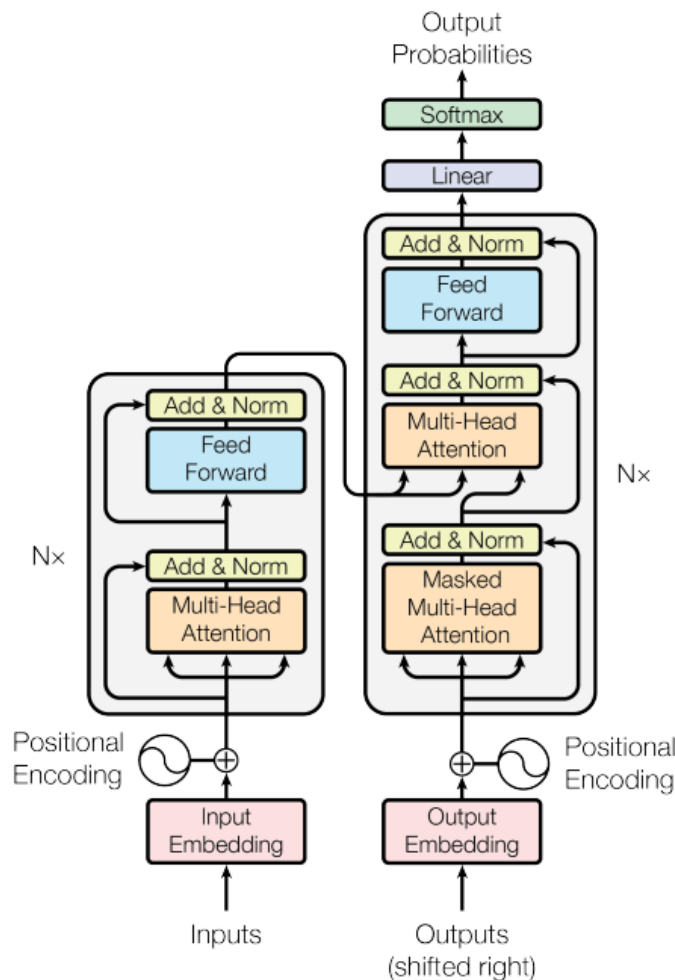 Output
Probabilities
Softmax
Linear
Add & Norm
Feed
Forward
Add & Norm
Multi-Head
Attention
Nx
Add & Norm
Masked
Multi-Head
Attention
Add & Norm
Feed
Forward
Nx
Add & Norm
Multi-Head
Attention
Positional
Encoding
Positional
Encoding
Input
Embedding
Output
Embedding
Inputs
Outputs
(shifted right)